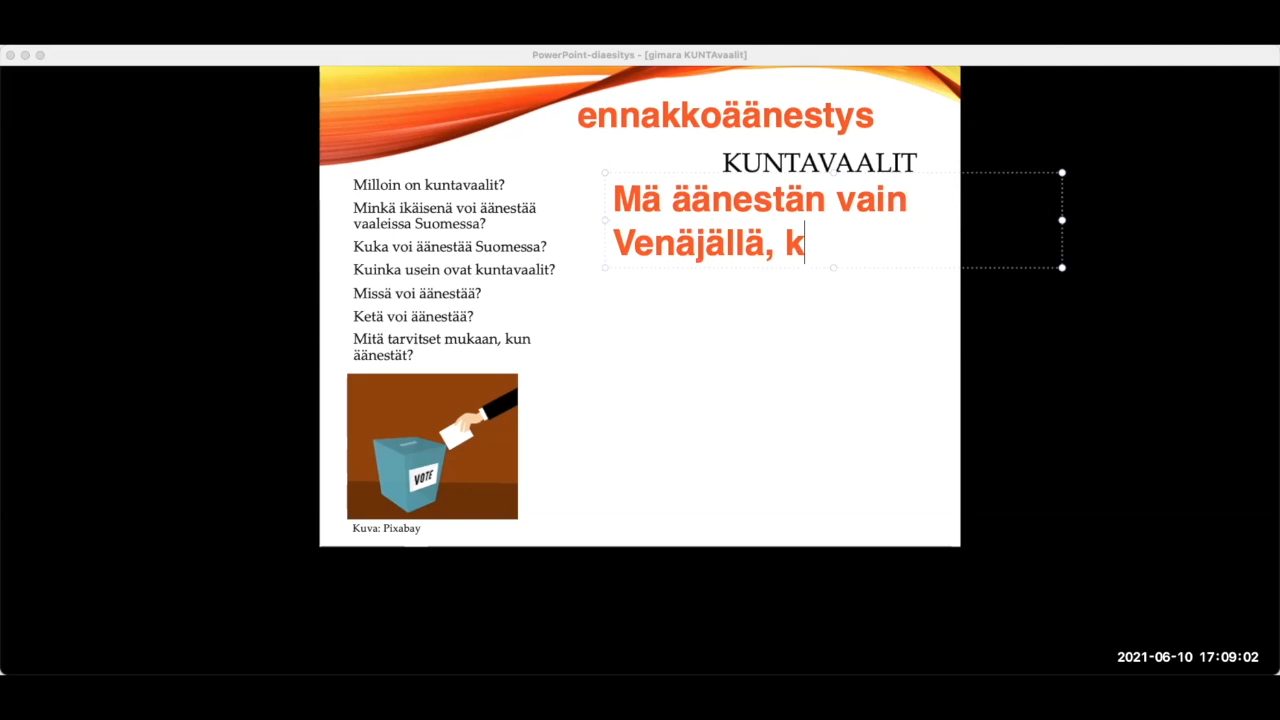 PowerPoint-diaesitys - [gimara KUNTAvaalit]
ennakkoäänestys
KUNTAVAALIT
Milloin on kuntavaalit?
Minkä ikäisenä voi äänestää
vaaleissa Suomessa?
Kuka voi äänestää Suomessa?
Kuinka usein ovat kuntavaalit?
Missä voi äänestää?
Ketä voi äänestää?
Mitä tarvitset mukaan, kun
äänestät?
Mä äänestän vain
Venäjällä, k
VOTE
Kuva: Pixabay
2021-06-10 17:09:02